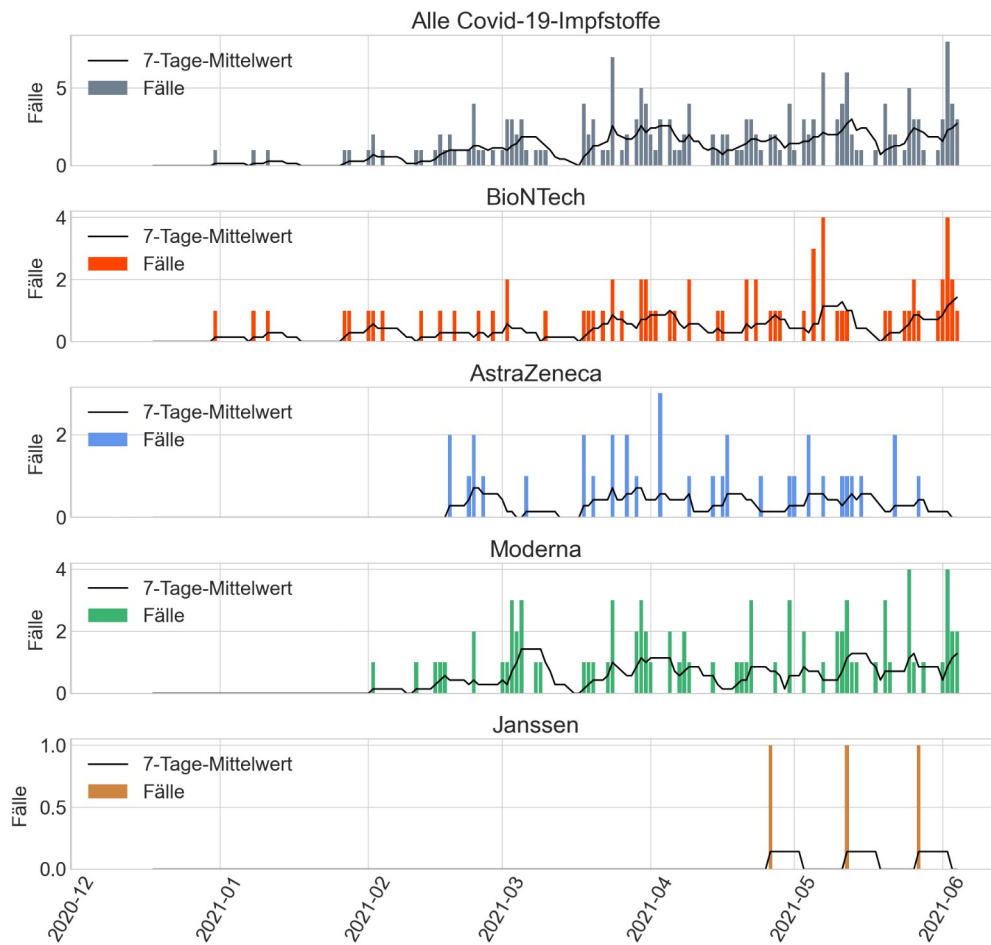 Alle Covid-19-Impfstoffe
7-Tage-Mittelwert
Fälle
Fälle
5
0
BioNTech
7-Tage-Mittelwert
Fälle
Fälle
4
2
0
AstraZeneca
7-Tage-Mittelwert
Fälle
Fälle
2
0
Moderna
7-Tage-Mittelwert
Fälle
Fälle
4
2
0
Janssen
7-Tage-Mittelwert
Fälle
Fälle
1.0
0.5
0.0
2020-12
2021-01
2021-02
2021-03
2021-04
2021-05
2021-06